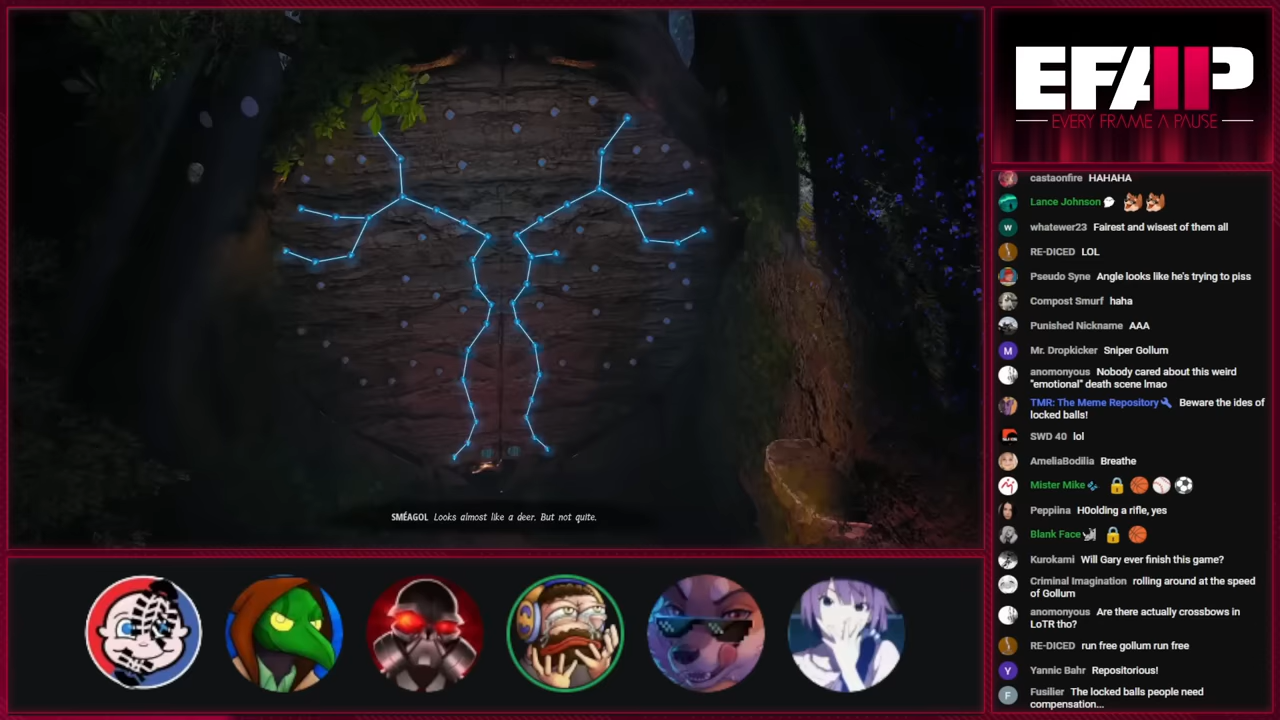 EFAP
EVERY FRAME A PAUSE
castaonfire HAHAHA
Lance Johnson
W whatewer23 Fairest and wisest of them all
RE-DICED LOL
Pseudo Syne Angle looks like he's trying to piss
Compost Smurf haha
Punished Nickname AAA
M Mr. Dropkicker Sniper Gollum
anomonyous Nobody cared about this weird
"emotional" death scene lmao
TMR: The Meme Repository Beware the ides of
locked balls!
SWD 40 lol
AmeliaBodilia Breathe
Mister Mike 🔒 🏀 ⚾ ⚽
Peppiina H0olding a rifle, yes
Blank Face 🔒 🏀
Kurokami Will Gary ever finish this game?
Criminal Imagination rolling around at the speed
of Gollum
anomonyous Are there actually crossbows in
LoTR tho?
RE-DICED run free gollum run free
Y Yannic Bahr Repositorious!
F Fusilier The locked balls people need
compensation...
SMÉAGOL Looks almost like a deer. But not quite.